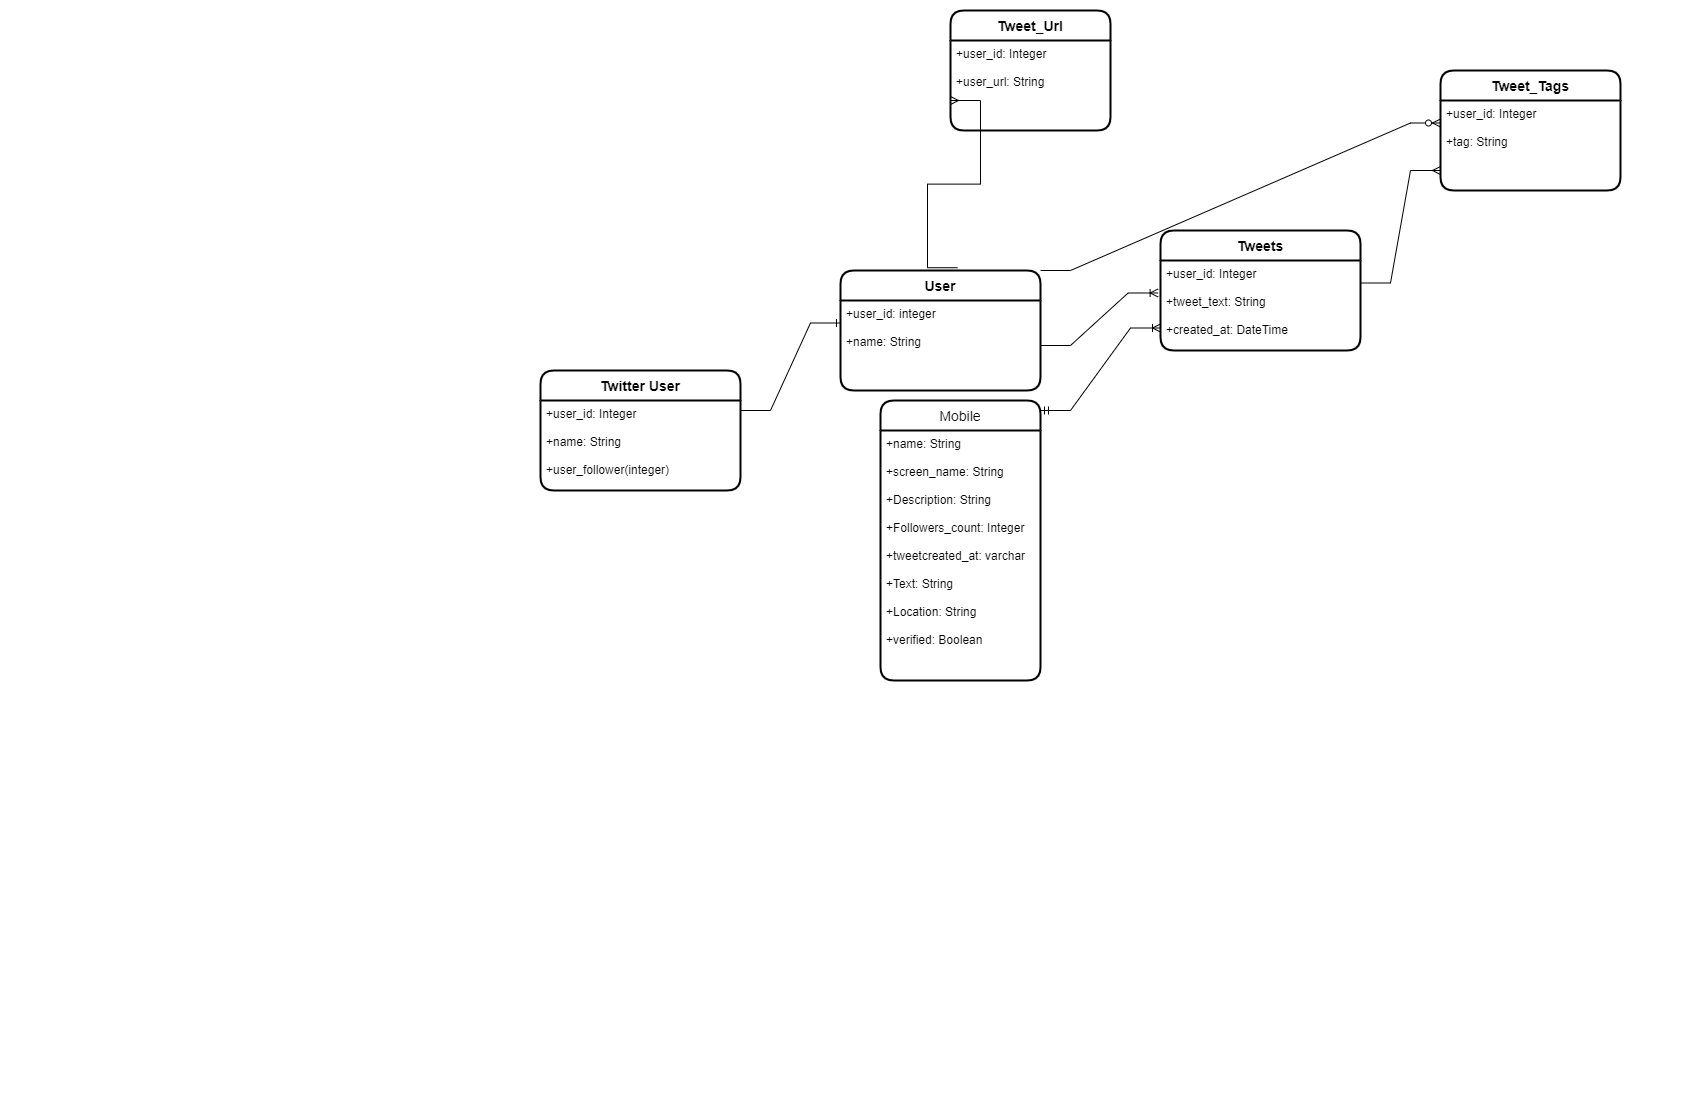 Tweet_Url
+user_id: Integer
+user_url: String
Tweet_Tags
+user_id: Integer
+tag: String
Tweets
+user_id: Integer
+tweet_text: String
+created_at: DateTime
User
+user_id: integer
+name: String
Twitter User
+user_id: Integer
+name: String
+user_follower(integer)
Mobile
+name: String
+screen_name: String
+Description: String
+Followers_count: Integer
+tweetcreated_at: varchar
+Text: String
+Location: String
+verified: Boolean